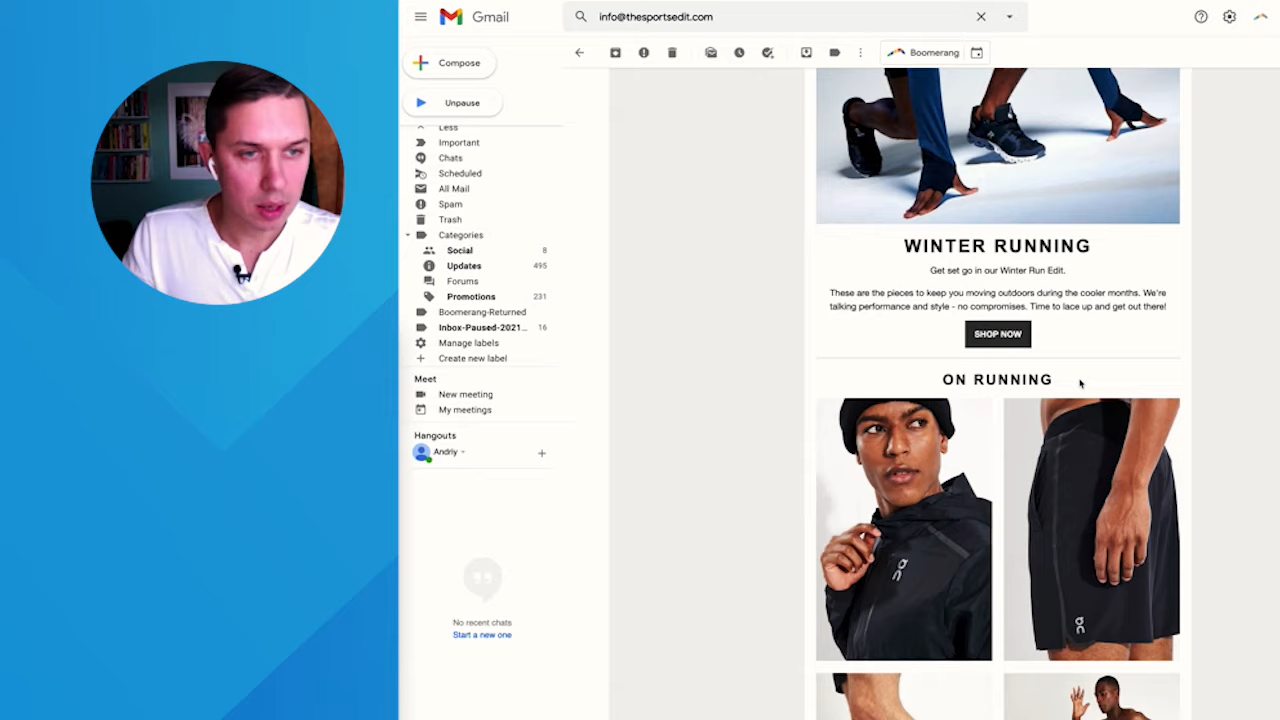 Gmail
info@thesportsedit.com
Compose
Boomerang
Unpause
Less
Important
Chats
Scheduled
All Mail
Spam
Trash
Categories
Social 8
Updates 495
Forums
Promotions 231
Boomerang-Returned
Inbox-Paused-2021... 16
Manage labels
Create new label
Meet
New meeting
My meetings
Hangouts
Andriy
No recent chats
Start a new one
WINTER RUNNING
Get set go in our Winter Run Edit.
These are the pieces to keep you moving outdoors during the cooler months. We're
talking performance and style - no compromises. Time to lace up and get out there!
SHOP NOW
ON RUNNING